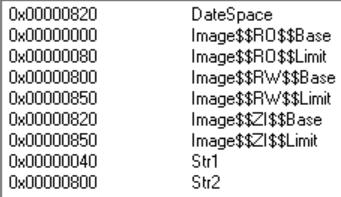 0x00000820 DateSpace
0x00000000 Image$$RO$$Base
0x00000080 Image$$RO$$Limit
0x00000800 Image$$RW$$Base
0x00000850 Image$$RW$$Limit
0x00000820 Image$$ZI$$Base
0x00000850 Image$$ZI$$Limit
0x00000040 Str1
0x00000800 Str2